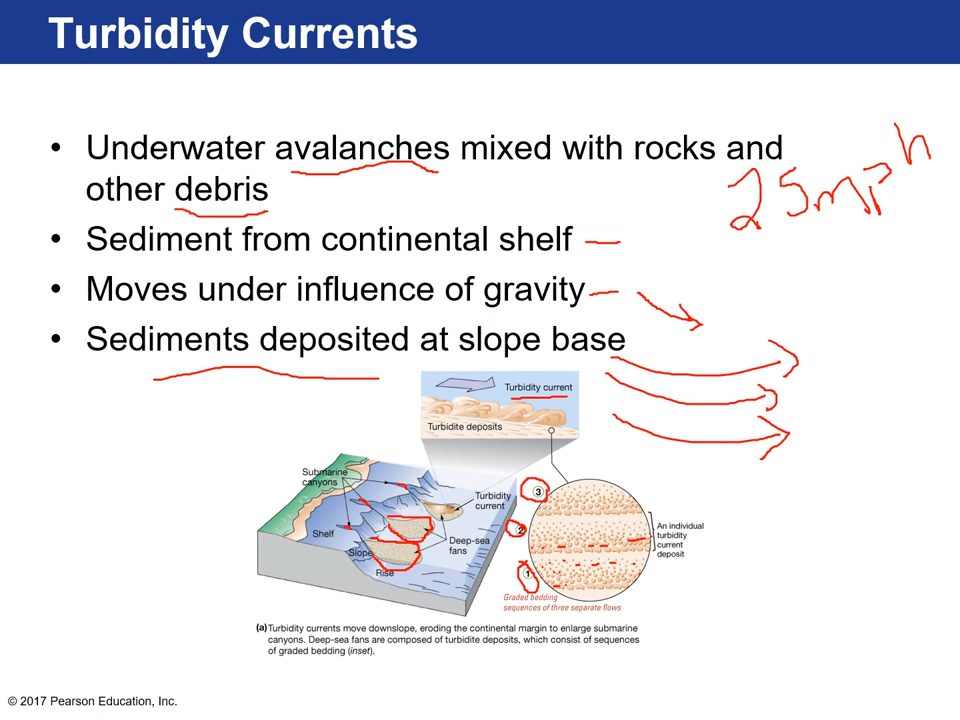 Turbidity Currents
• Underwater avalanches mixed with rocks and
other debris
25mph
• Sediment from continental shelf
• Moves under influence of gravity
• Sediments deposited at slope base
Turbidity current
Turbidite deposits
Submarine
canyons
Turbidity
current
Shelf
Deep-sea
fans
Slope
Rise
3
2
1
An individual
turbidity
current
deposit
Graded bedding
sequences of three separate flows
(a) Turbidity currents move downslope, eroding the continental margin to enlarge submarine
canyons. Deep-sea fans are composed of turbidite deposits, which consist of sequences
of graded bedding (inset).
© 2017 Pearson Education, Inc.